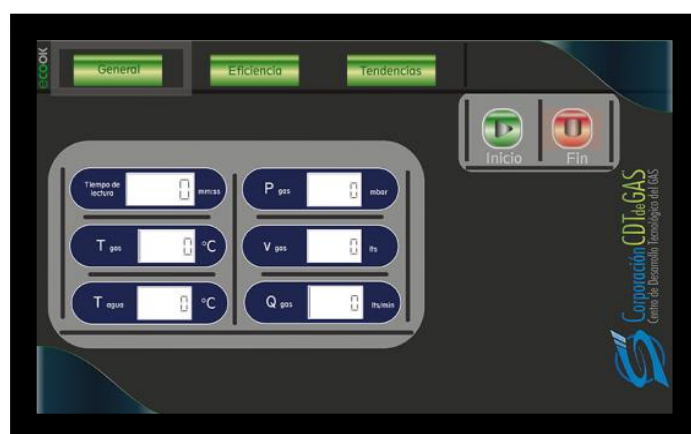 ecook
General
Eficiencia
Tendencias
Inicio
Fin
Tiempo de
lectura
0
mm:ss
P gas
0
mbar
T gas
0
°C
V gas
0
lts
T agua
0
°C
Q gas
0
lts/min
Corporación CDT de GAS
Centro de Desarrollo Tecnológico del GAS